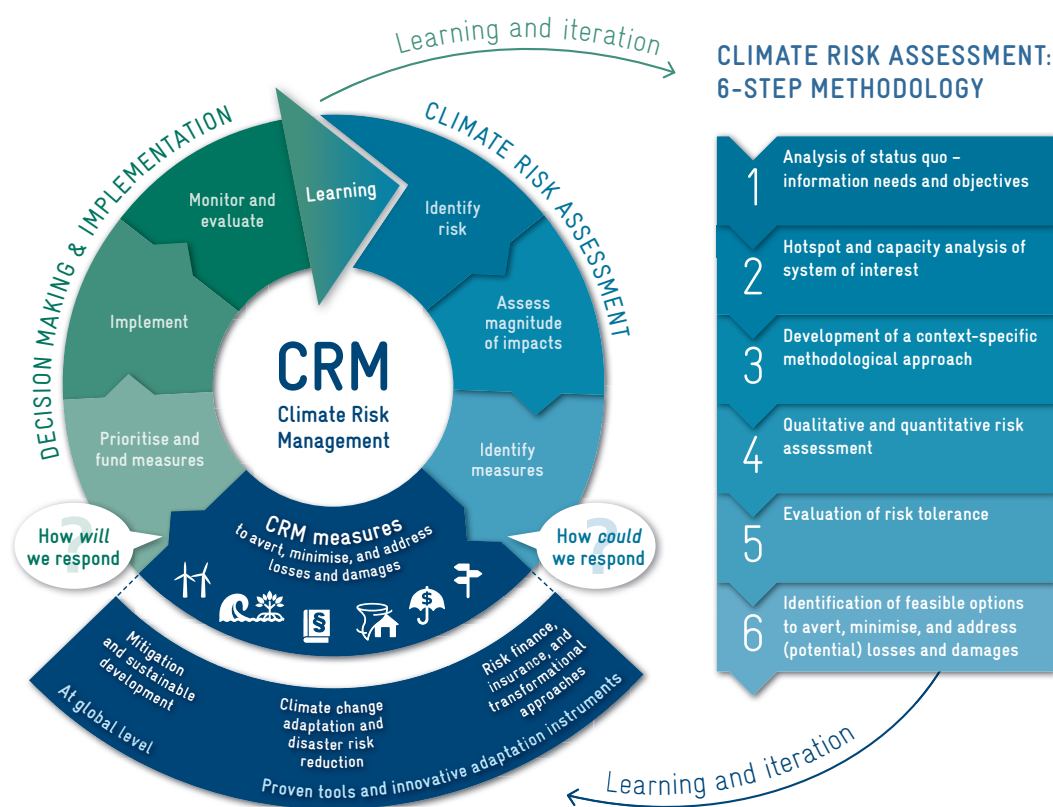 Learning and iteration
CLIMATE RISK ASSESSMENT:
6-STEP METHODOLOGY
DECISION MAKING & IMPLEMENTATION
CLIMATE RISK ASSESSMENT
Learning
Identify
risk
Assess
magnitude
of impacts
Identify
measures
Monitor and
evaluate
Implement
Prioritise and
fund measures
CRM
Climate Risk
Management
?
How will
we respond
?
How could
we respond
CRM measures
to avert, minimise, and address
losses and damages
§
$
Mitigation
and sustainable
development
At global level
Climate change
adaptation and
disaster risk
reduction
Risk finance,
insurance, and
transformational
approaches
Proven tools and innovative adaptation instruments
1
Analysis of status quo –
information needs and objectives
2
Hotspot and capacity analysis of
system of interest
3
Development of a context-specific
methodological approach
4
Qualitative and quantitative risk
assessment
5
Evaluation of risk tolerance
6
Identification of feasible options
to avert, minimise, and address
(potential) losses and damages
Learning and iteration